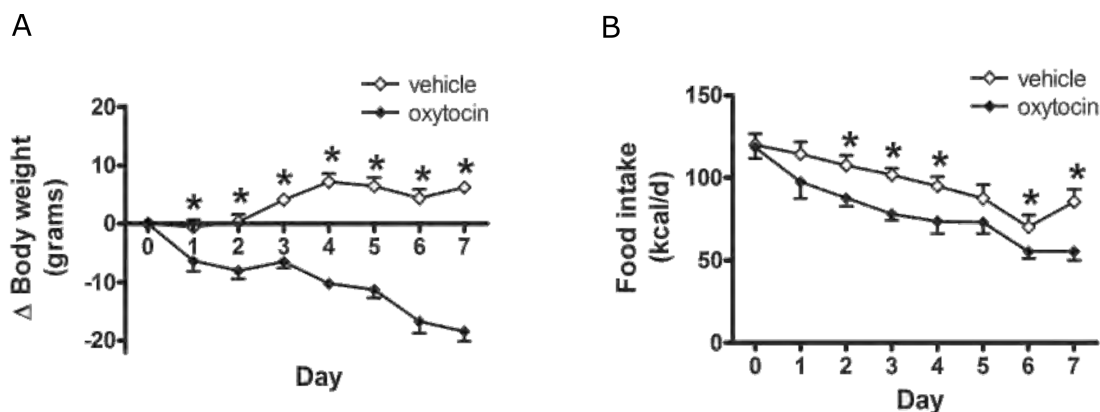 A
vehicle
oxytocin
20
10
0
-10
-20
Δ Body weight
(grams)
* * * * * * *
0 1 2 3 4 5 6 7
Day
B
vehicle
oxytocin
150
100
50
0
Food intake
(kcal/d)
* * * * *
0 1 2 3 4 5 6 7
Day